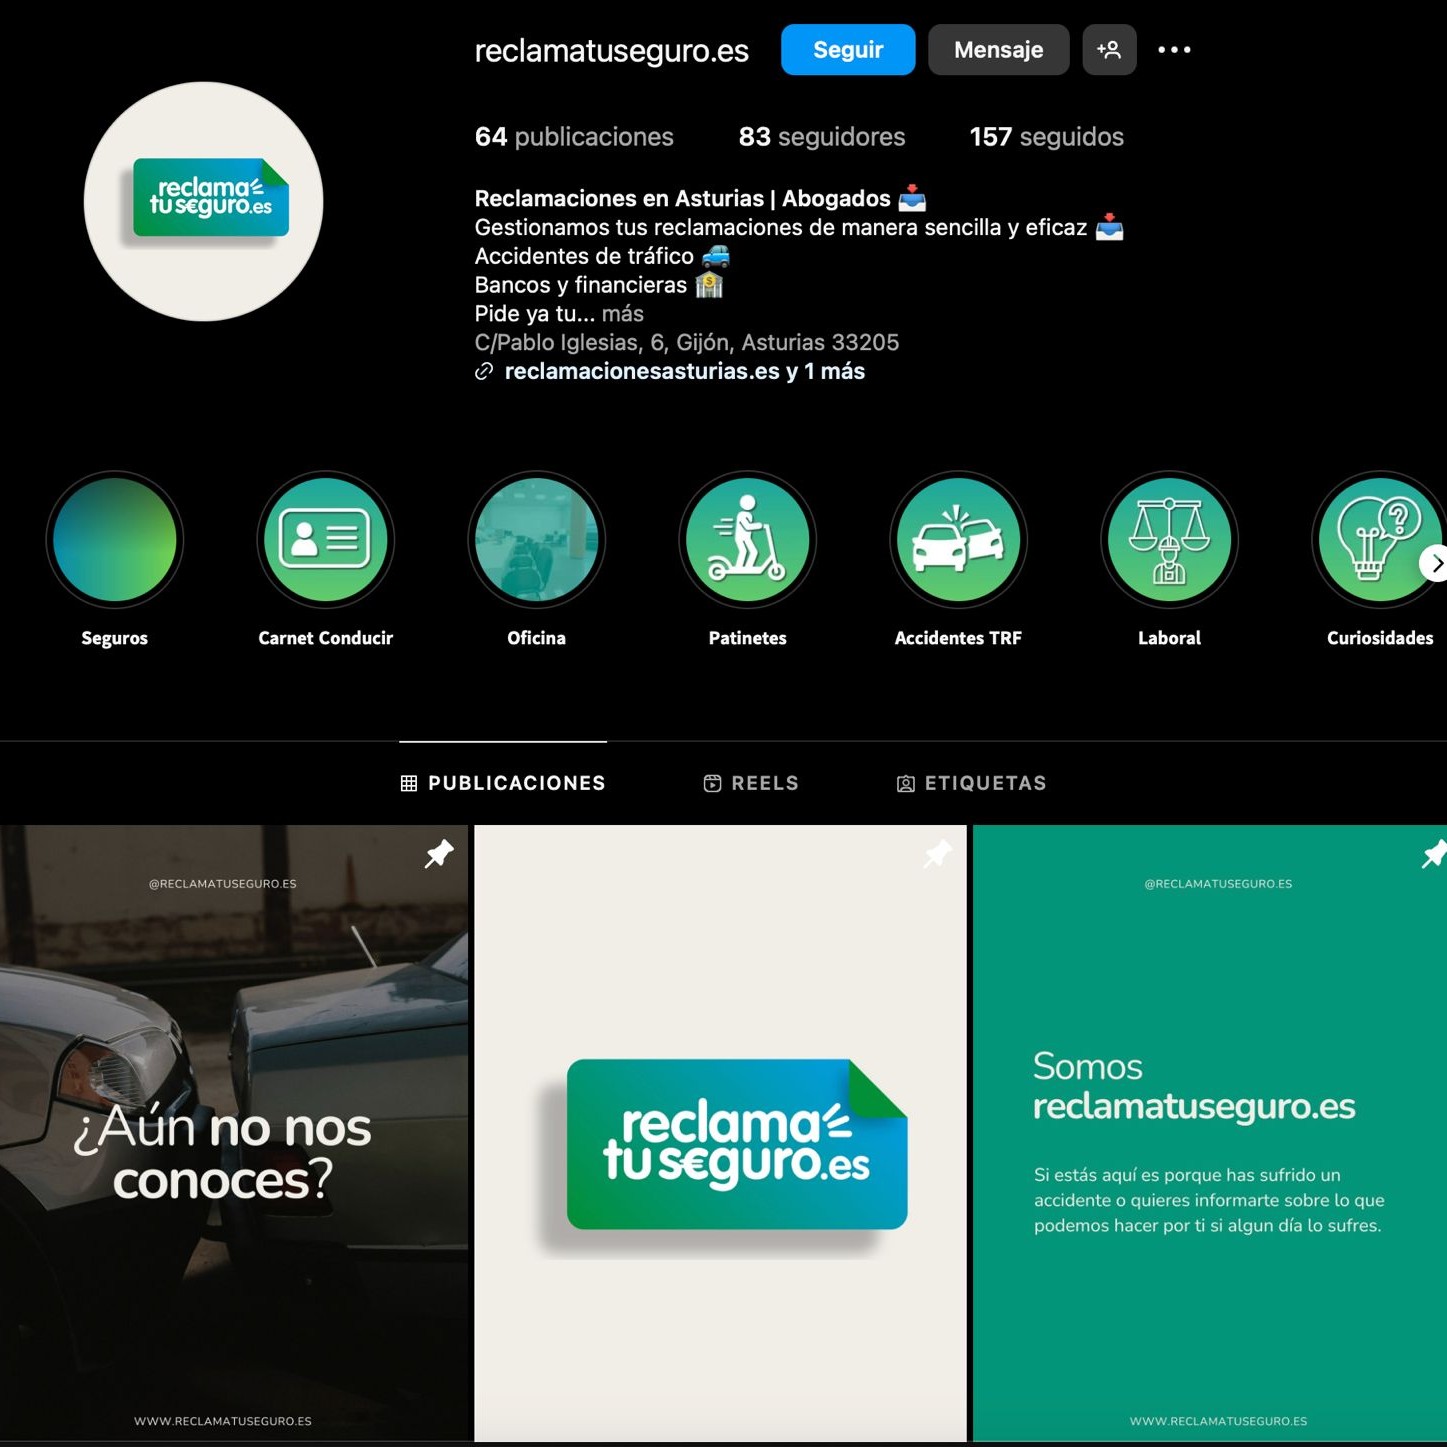 reclamatuseguro.es
Seguir
Mensaje
64 publicaciones
83 seguidores
157 seguidos
reclama
tu s€guro.es
Reclamaciones en Asturias | Abogados 📥
Gestionamos tus reclamaciones de manera sencilla y eficaz 📥
Accidentes de tráfico 🚙
Bancos y financieras 🏦
Pide ya tu... más
C/Pablo Iglesias, 6, Gijón, Asturias 33205
reclamacionesasturias.es y 1 más
Seguros
Carnet Conducir
Oficina
Patinetes
Accidentes TRF
Laboral
?
Curiosidades
PUBLICACIONES
REELS
ETIQUETAS
@RECLAMATUSEGURO.ES
¿Aún no nos
conoces?
WWW.RECLAMATUSEGURO.ES
reclama
tu s€guro.es
@RECLAMATUSEGURO.ES
Somos
reclamatuseguro.es
Si estás aquí es porque has sufrido un
accidente o quieres informarte sobre lo que
podemos hacer por ti si algun día lo sufres.
WWW.RECLAMATUSEGURO.ES